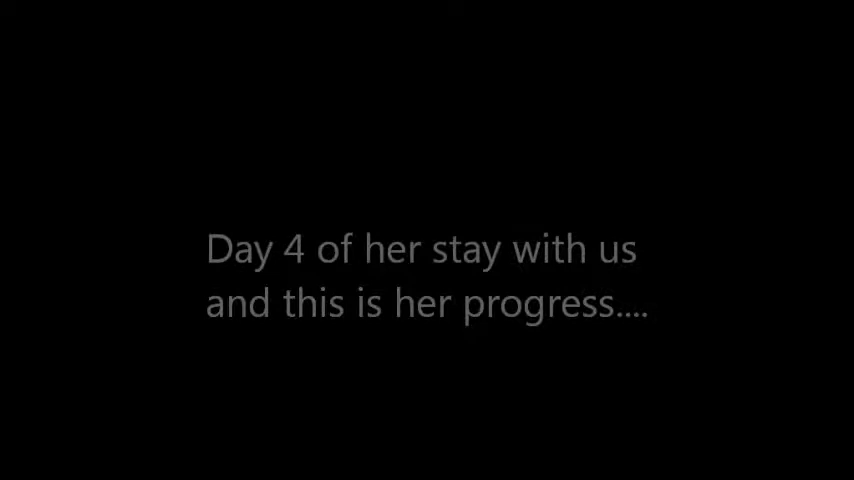 Day 4 of her stay with us
and this is her progress....